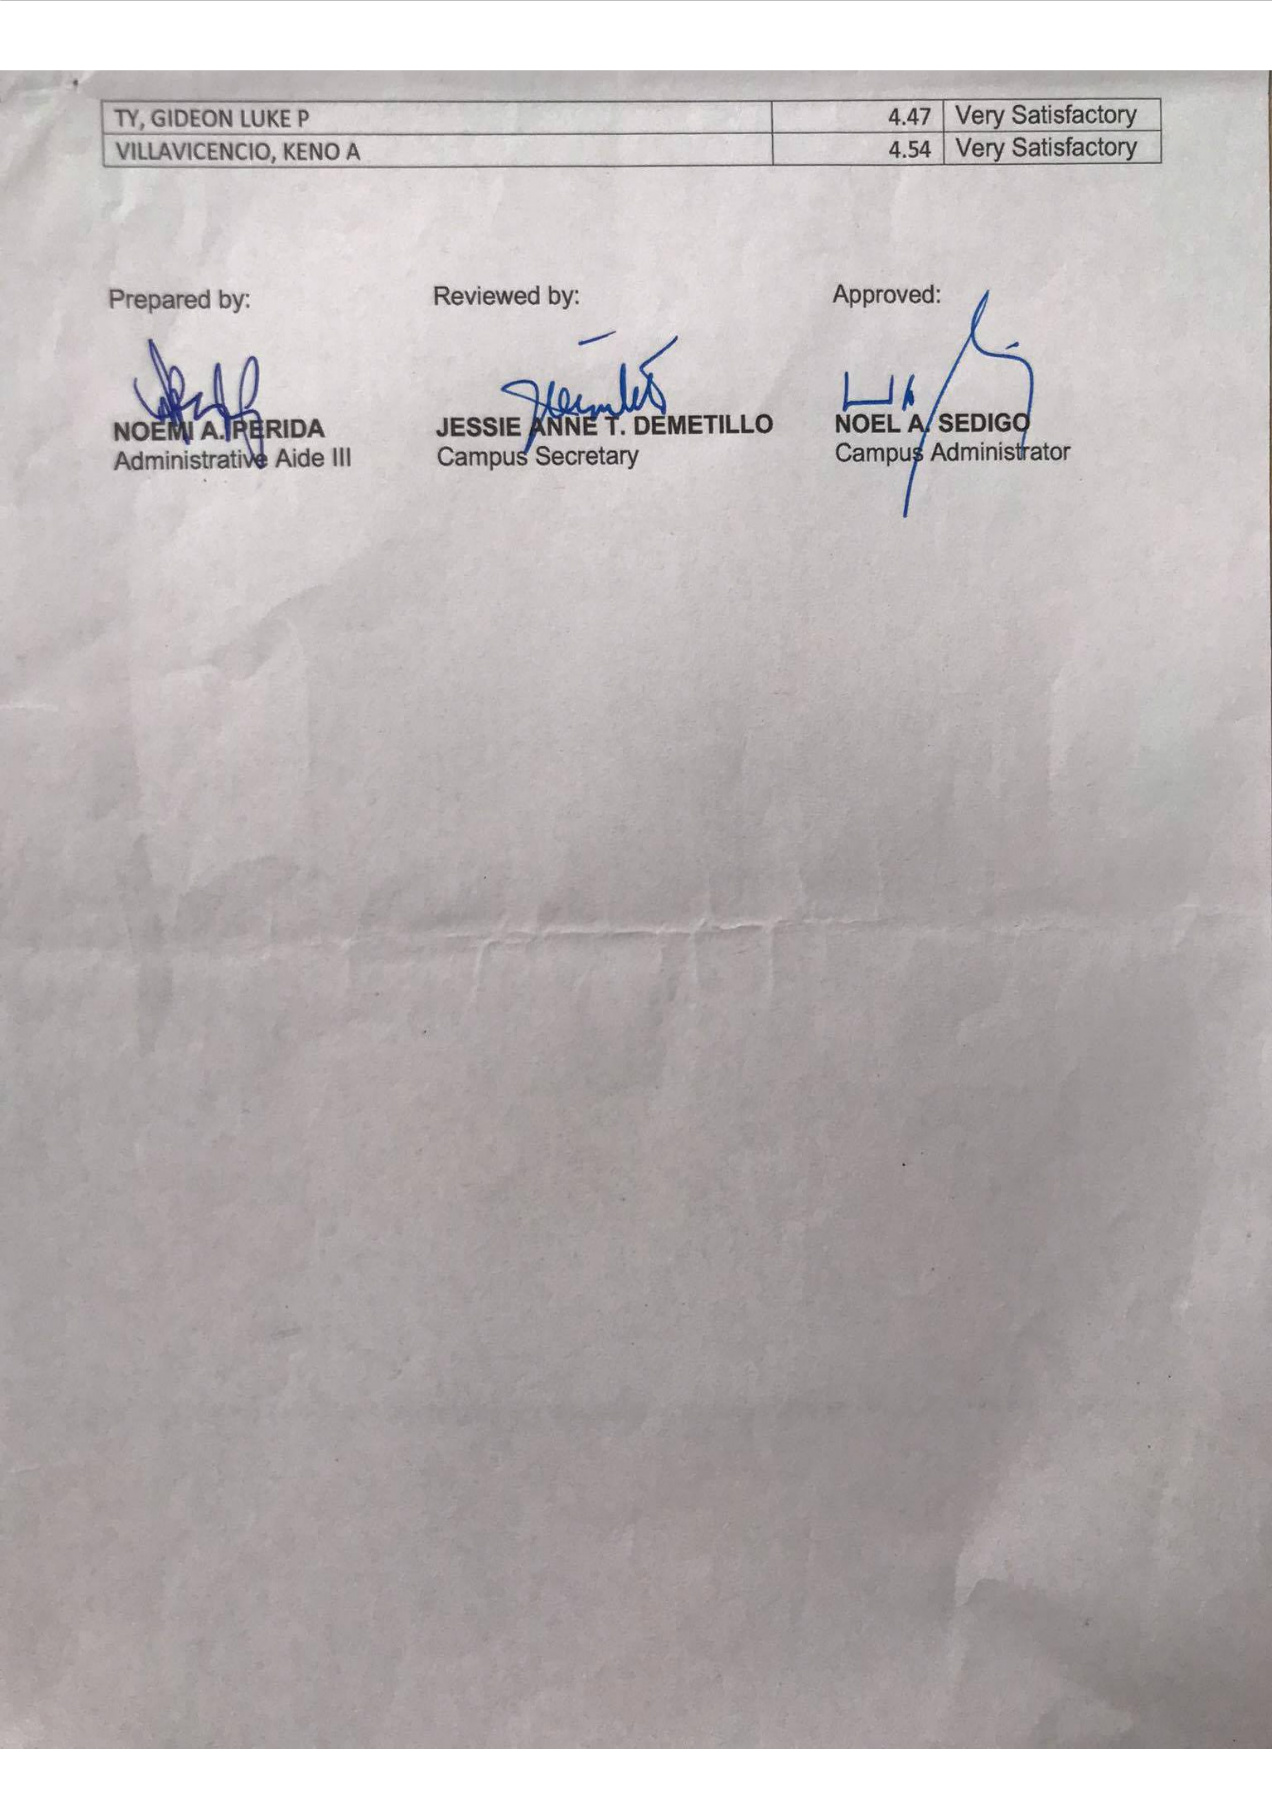 TY, GIDEON LUKE P 4.47 Very Satisfactory
VILLAVICENCIO, KENO A 4.54 Very Satisfactory
Prepared by: Reviewed by: Approved:
NOEMI A. PERIDA JESSIE ANNE T. DEMETILLO NOEL A. SEDIGO
Administrative Aide III Campus Secretary Campus Administrator